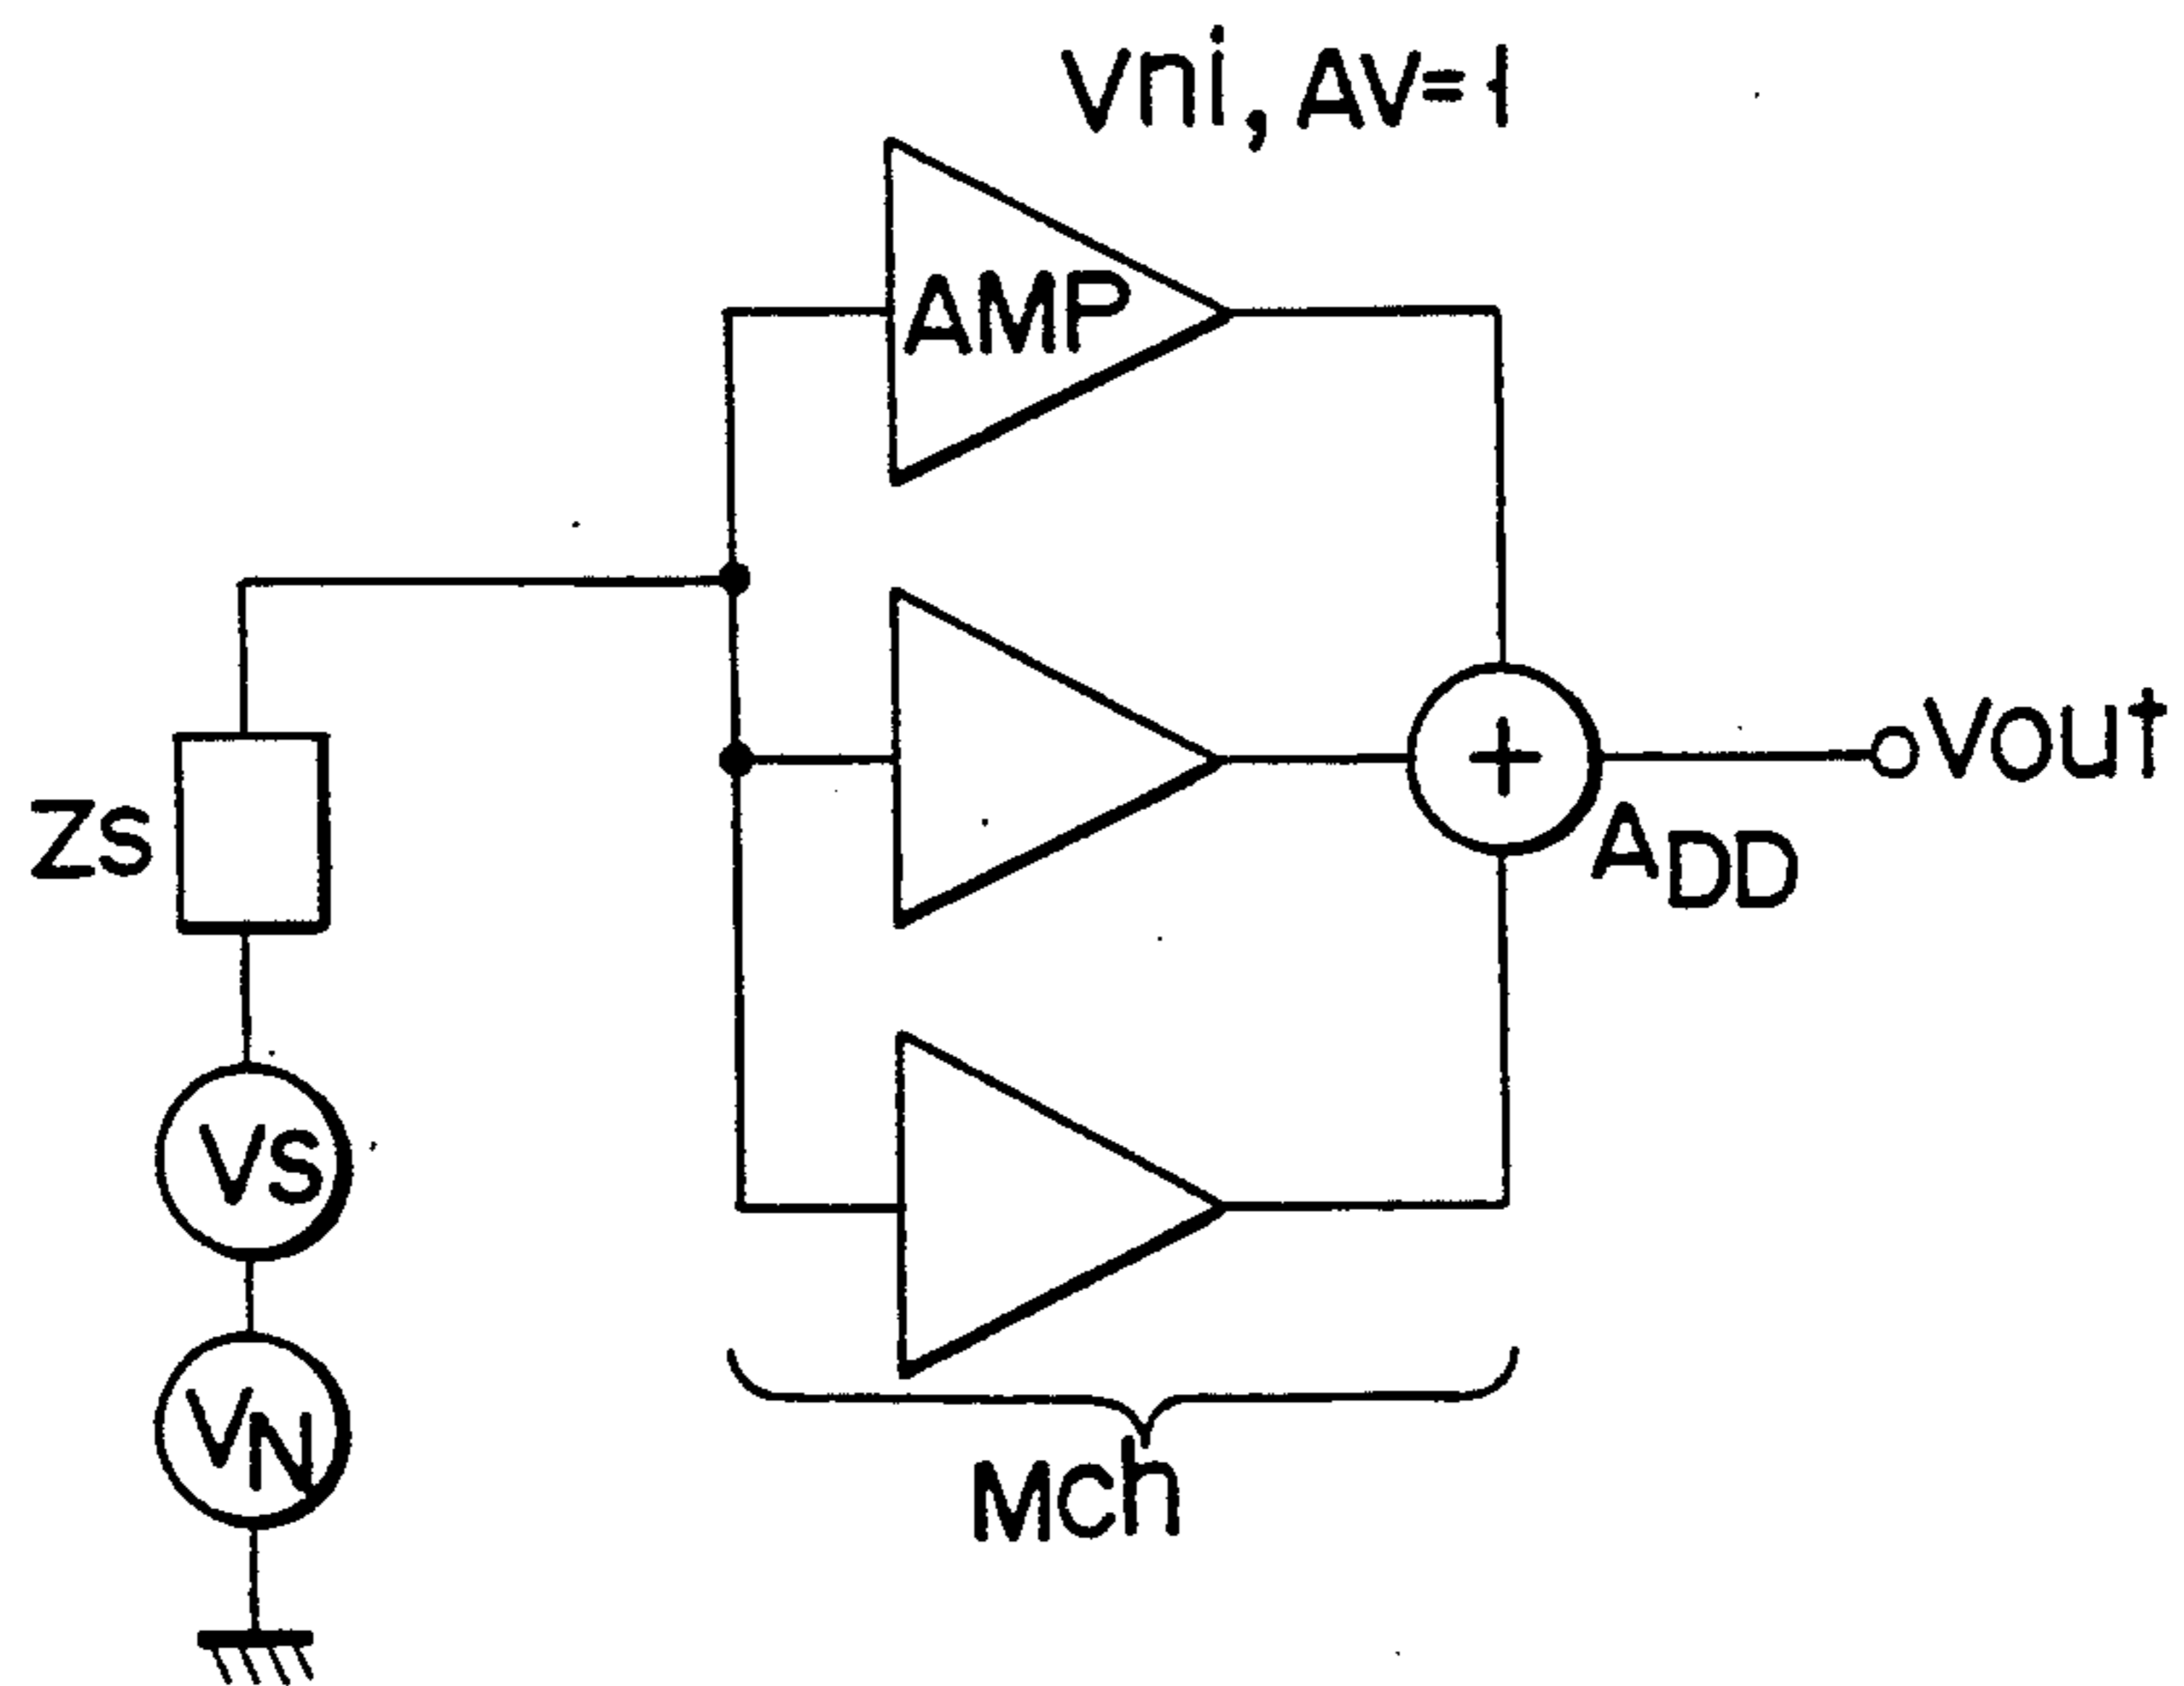 Vni, AV=1
AMP
+
Vout
ADD
ZS
VS
VN
Mch